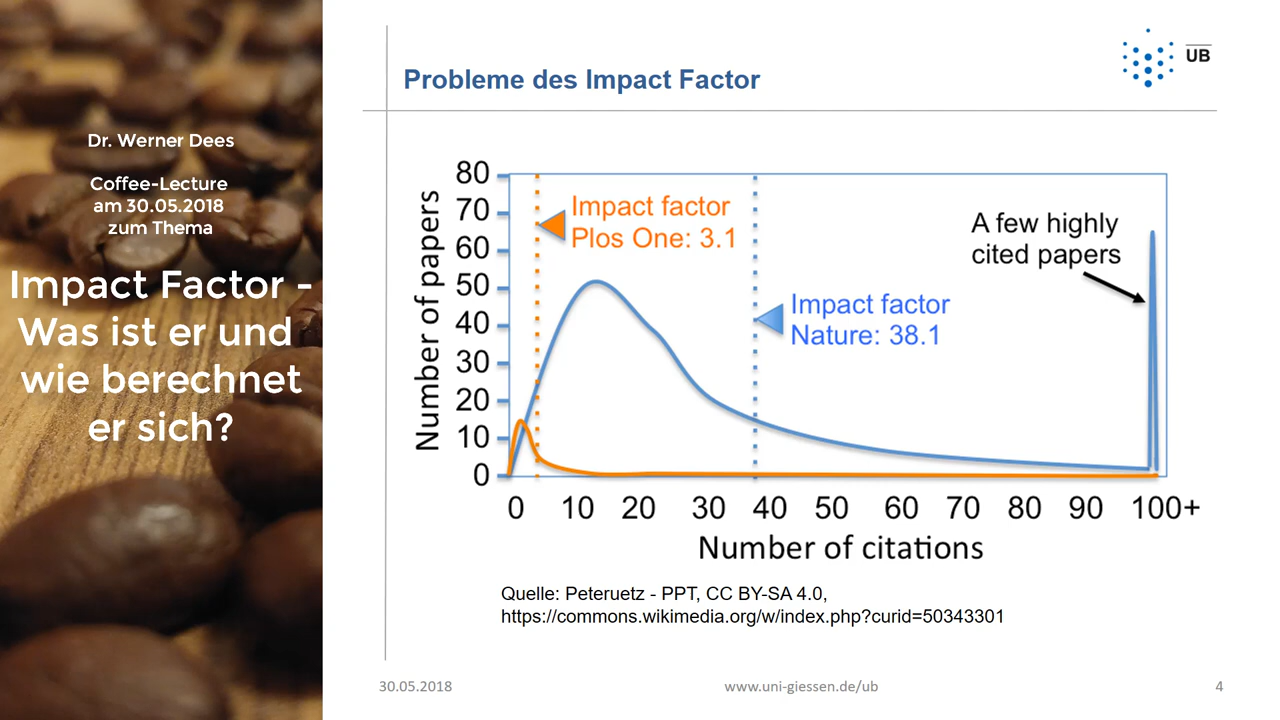 Dr. Werner Dees
Coffee-Lecture
am 30.05.2018
zum Thema
Impact Factor -
Was ist er und
wie berechnet
er sich?
Probleme des Impact Factor
UB
Number of papers
80
70
60
50
40
30
20
10
0
Impact factor
Plos One: 3.1
Impact factor
Nature: 38.1
A few highly
cited papers
0 10 20 30 40 50 60 70 80 90 100+
Number of citations
Quelle: Peteruetz - PPT, CC BY-SA 4.0,
https://commons.wikimedia.org/w/index.php?curid=50343301
30.05.2018
www.uni-giessen.de/ub
4